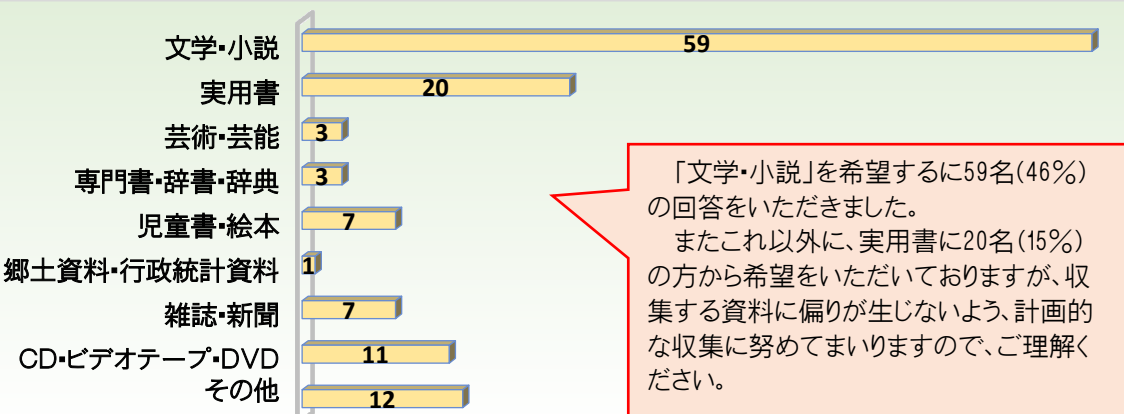 文学・小説 59
実用書 20
芸術・芸能 3
専門書・辞書・辞典 3
児童書・絵本 7
郷土資料・行政統計資料 1
雑誌・新聞 7
CD・ビデオテープ・DVD 11
その他 12
「文学・小説」を希望するに59名(46%)
の回答をいただきました。
またこれ以外に、実用書に20名(15%)
の方から希望をいただいておりますが、収
集する資料に偏りが生じないよう、計画的
な収集に努めてまいりますので、ご理解く
ださい。